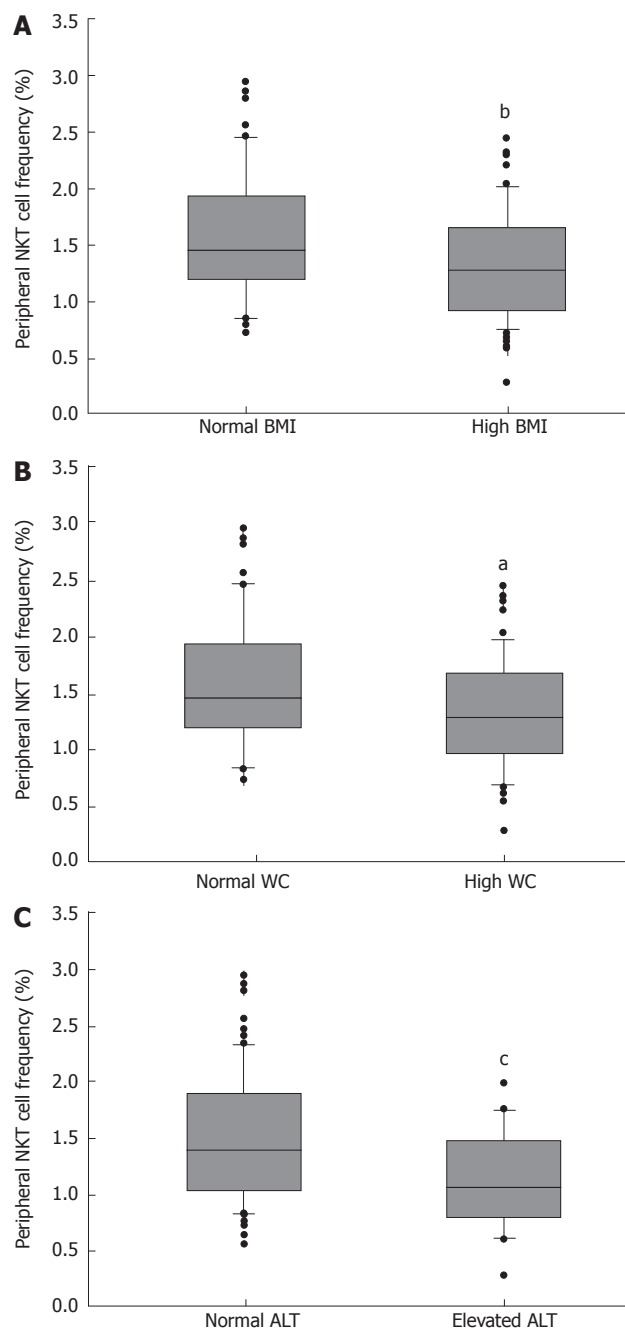 A
Peripheral NKT cell frequency (%)
3.5
3.0
2.5
2.0
1.5
1.0
0.5
0.0
b
Normal BMI High BMI
B
Peripheral NKT cell frequency (%)
3.5
3.0
2.5
2.0
1.5
1.0
0.5
0.0
a
Normal WC High WC
C
Peripheral NKT cell frequency (%)
3.5
3.0
2.5
2.0
1.5
1.0
0.5
0.0
c
Normal ALT Elevated ALT